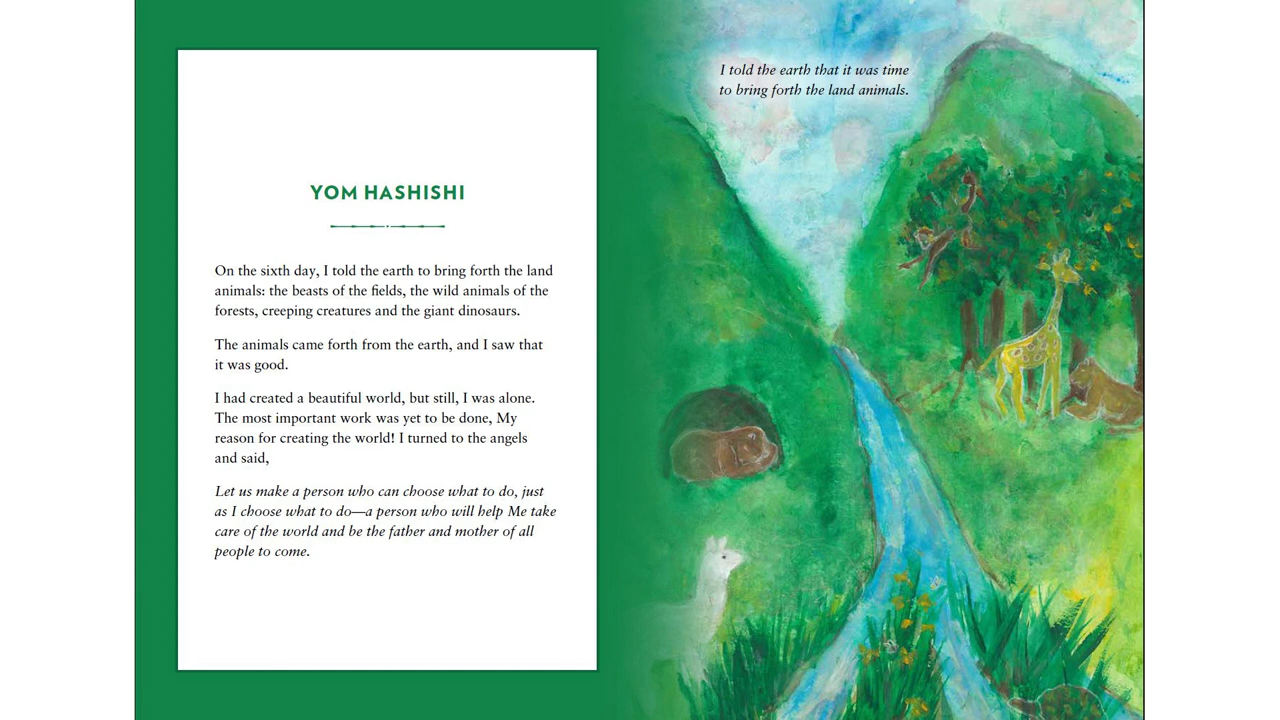 YOM HASHISHI
On the sixth day, I told the earth to bring forth the land
animals: the beasts of the fields, the wild animals of the
forests, creeping creatures and the giant dinosaurs.
The animals came forth from the earth, and I saw that
it was good.
I had created a beautiful world, but still, I was alone.
The most important work was yet to be done, My
reason for creating the world! I turned to the angels
and said,
Let us make a person who can choose what to do, just
as I choose what to do—a person who will help Me take
care of the world and be the father and mother of all
people to come.
I told the earth that it was time
to bring forth the land animals.